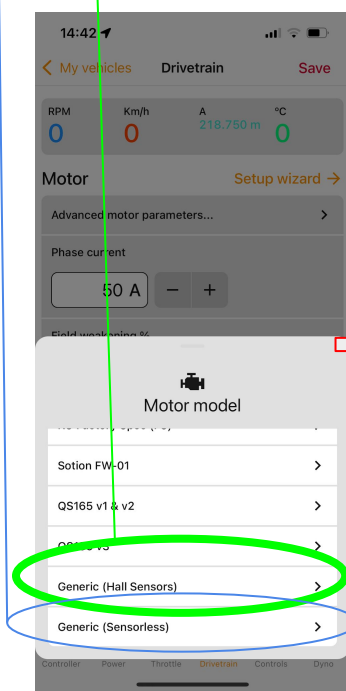 14:42
My vehicles Drivetrain Save
RPM Km/h A °C
0 0 218.750 m 0
Motor Setup wizard →
Advanced motor parameters...
Phase current
50 A − +
Field weakening %
Motor model
Sotion FW-01
QS165 v1 & v2
Generic (Hall Sensors)
Generic (Sensorless)
Controller Power Throttle Drivetrain Controls Dyno